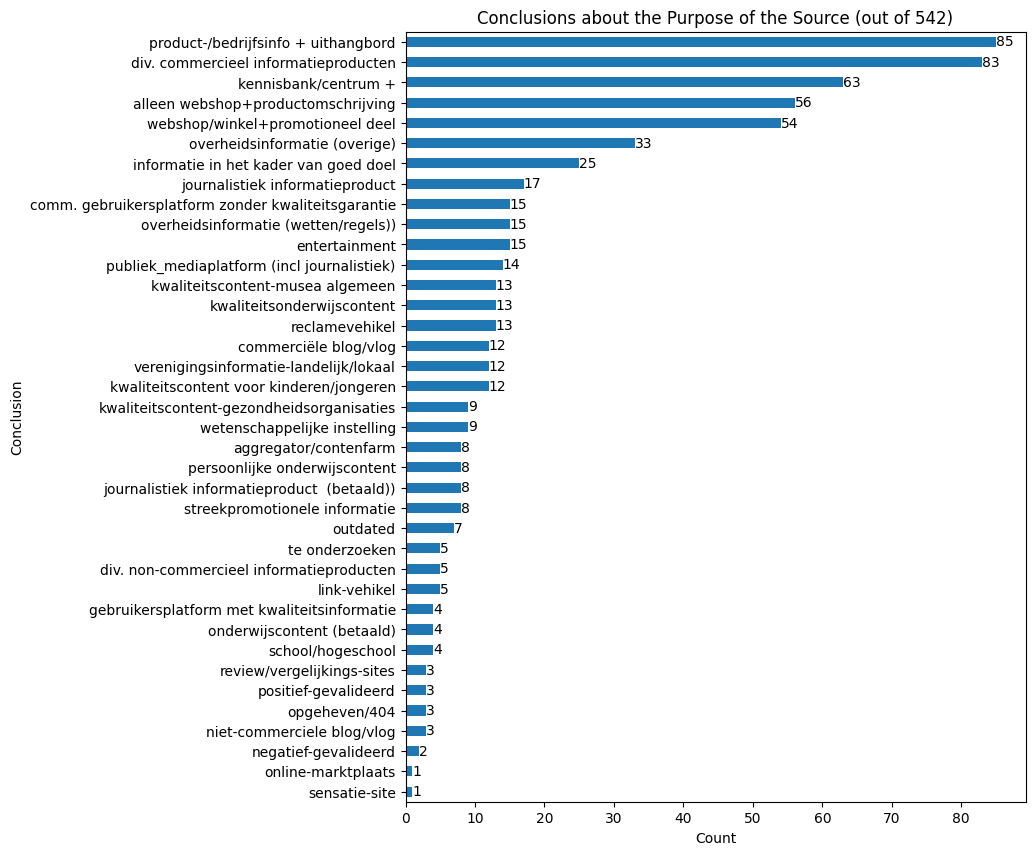 Conclusions about the Purpose of the Source (out of 542)
product-/bedrijfsinfo + uithangbord 85
div. commercieel informatieproducten 83
kennisbank/centrum + 63
alleen webshop+productomschrijving 56
webshop/winkel+promotioneel deel 54
overheidsinformatie (overige) 33
informatie in het kader van goed doel 25
journalistiek informatieproduct 17
comm. gebruikersplatform zonder kwaliteitsgarantie 15
overheidsinformatie (wetten/regels)) 15
entertainment 15
publiek_mediaplatform (incl journalistiek) 14
kwaliteitscontent-musea algemeen 13
kwaliteitsonderwijscontent 13
reclamevehikel 13
commerciële blog/vlog 12
verenigingsinformatie-landelijk/lokaal 12
kwaliteitscontent voor kinderen/jongeren 12
kwaliteitscontent-gezondheidsorganisaties 9
wetenschappelijke instelling 9
aggregator/contenfarm 8
persoonlijke onderwijscontent 8
journalistiek informatieproduct  (betaald)) 8
streekpromotionele informatie 8
outdated 7
te onderzoeken 5
div. non-commercieel informatieproducten 5
link-vehikel 5
gebruikersplatform met kwaliteitsinformatie 4
onderwijscontent (betaald) 4
school/hogeschool 4
review/vergelijkings-sites 3
positief-gevalideerd 3
opgeheven/404 3
niet-commerciele blog/vlog 3
negatief-gevalideerd 2
online-marktplaats 1
sensatie-site 1
0 10 20 30 40 50 60 70 80
Count
Conclusion